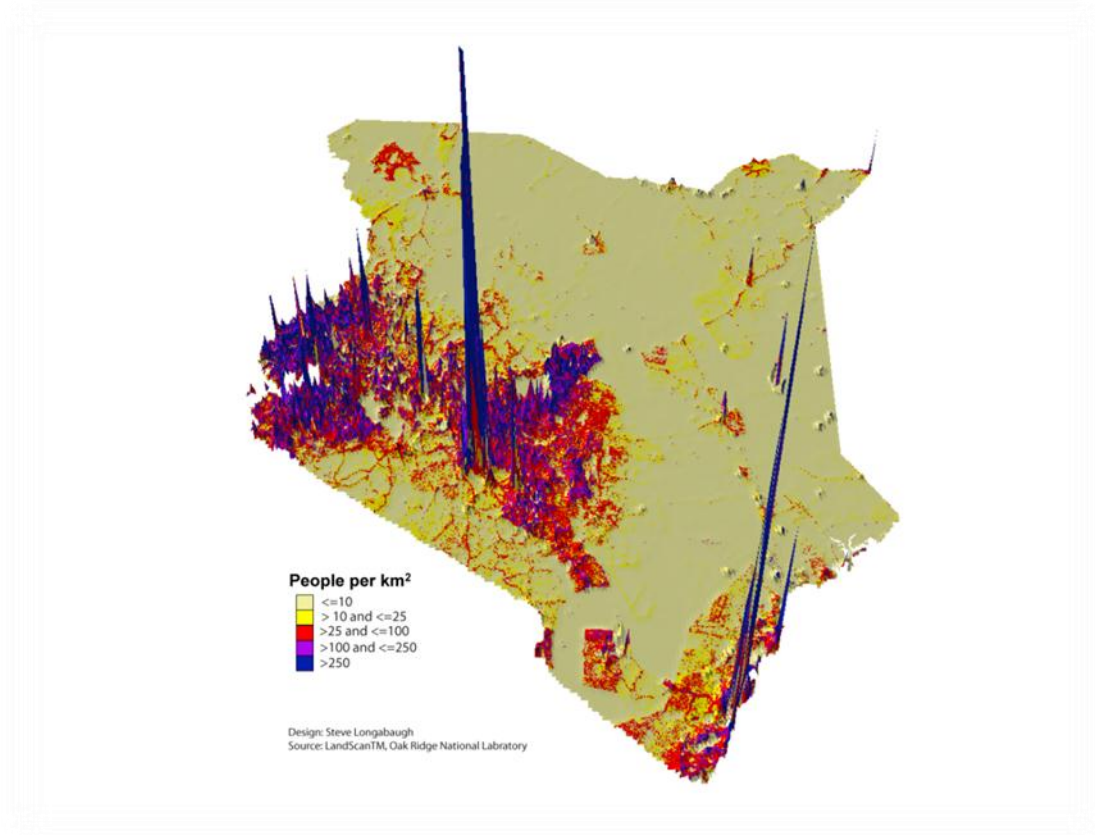 People per km²
<=10
> 10 and <=25
>25 and <=100
>100 and <=250
>250
Design: Steve Longabaugh
Source: LandScanTM, Oak Ridge National Labratory